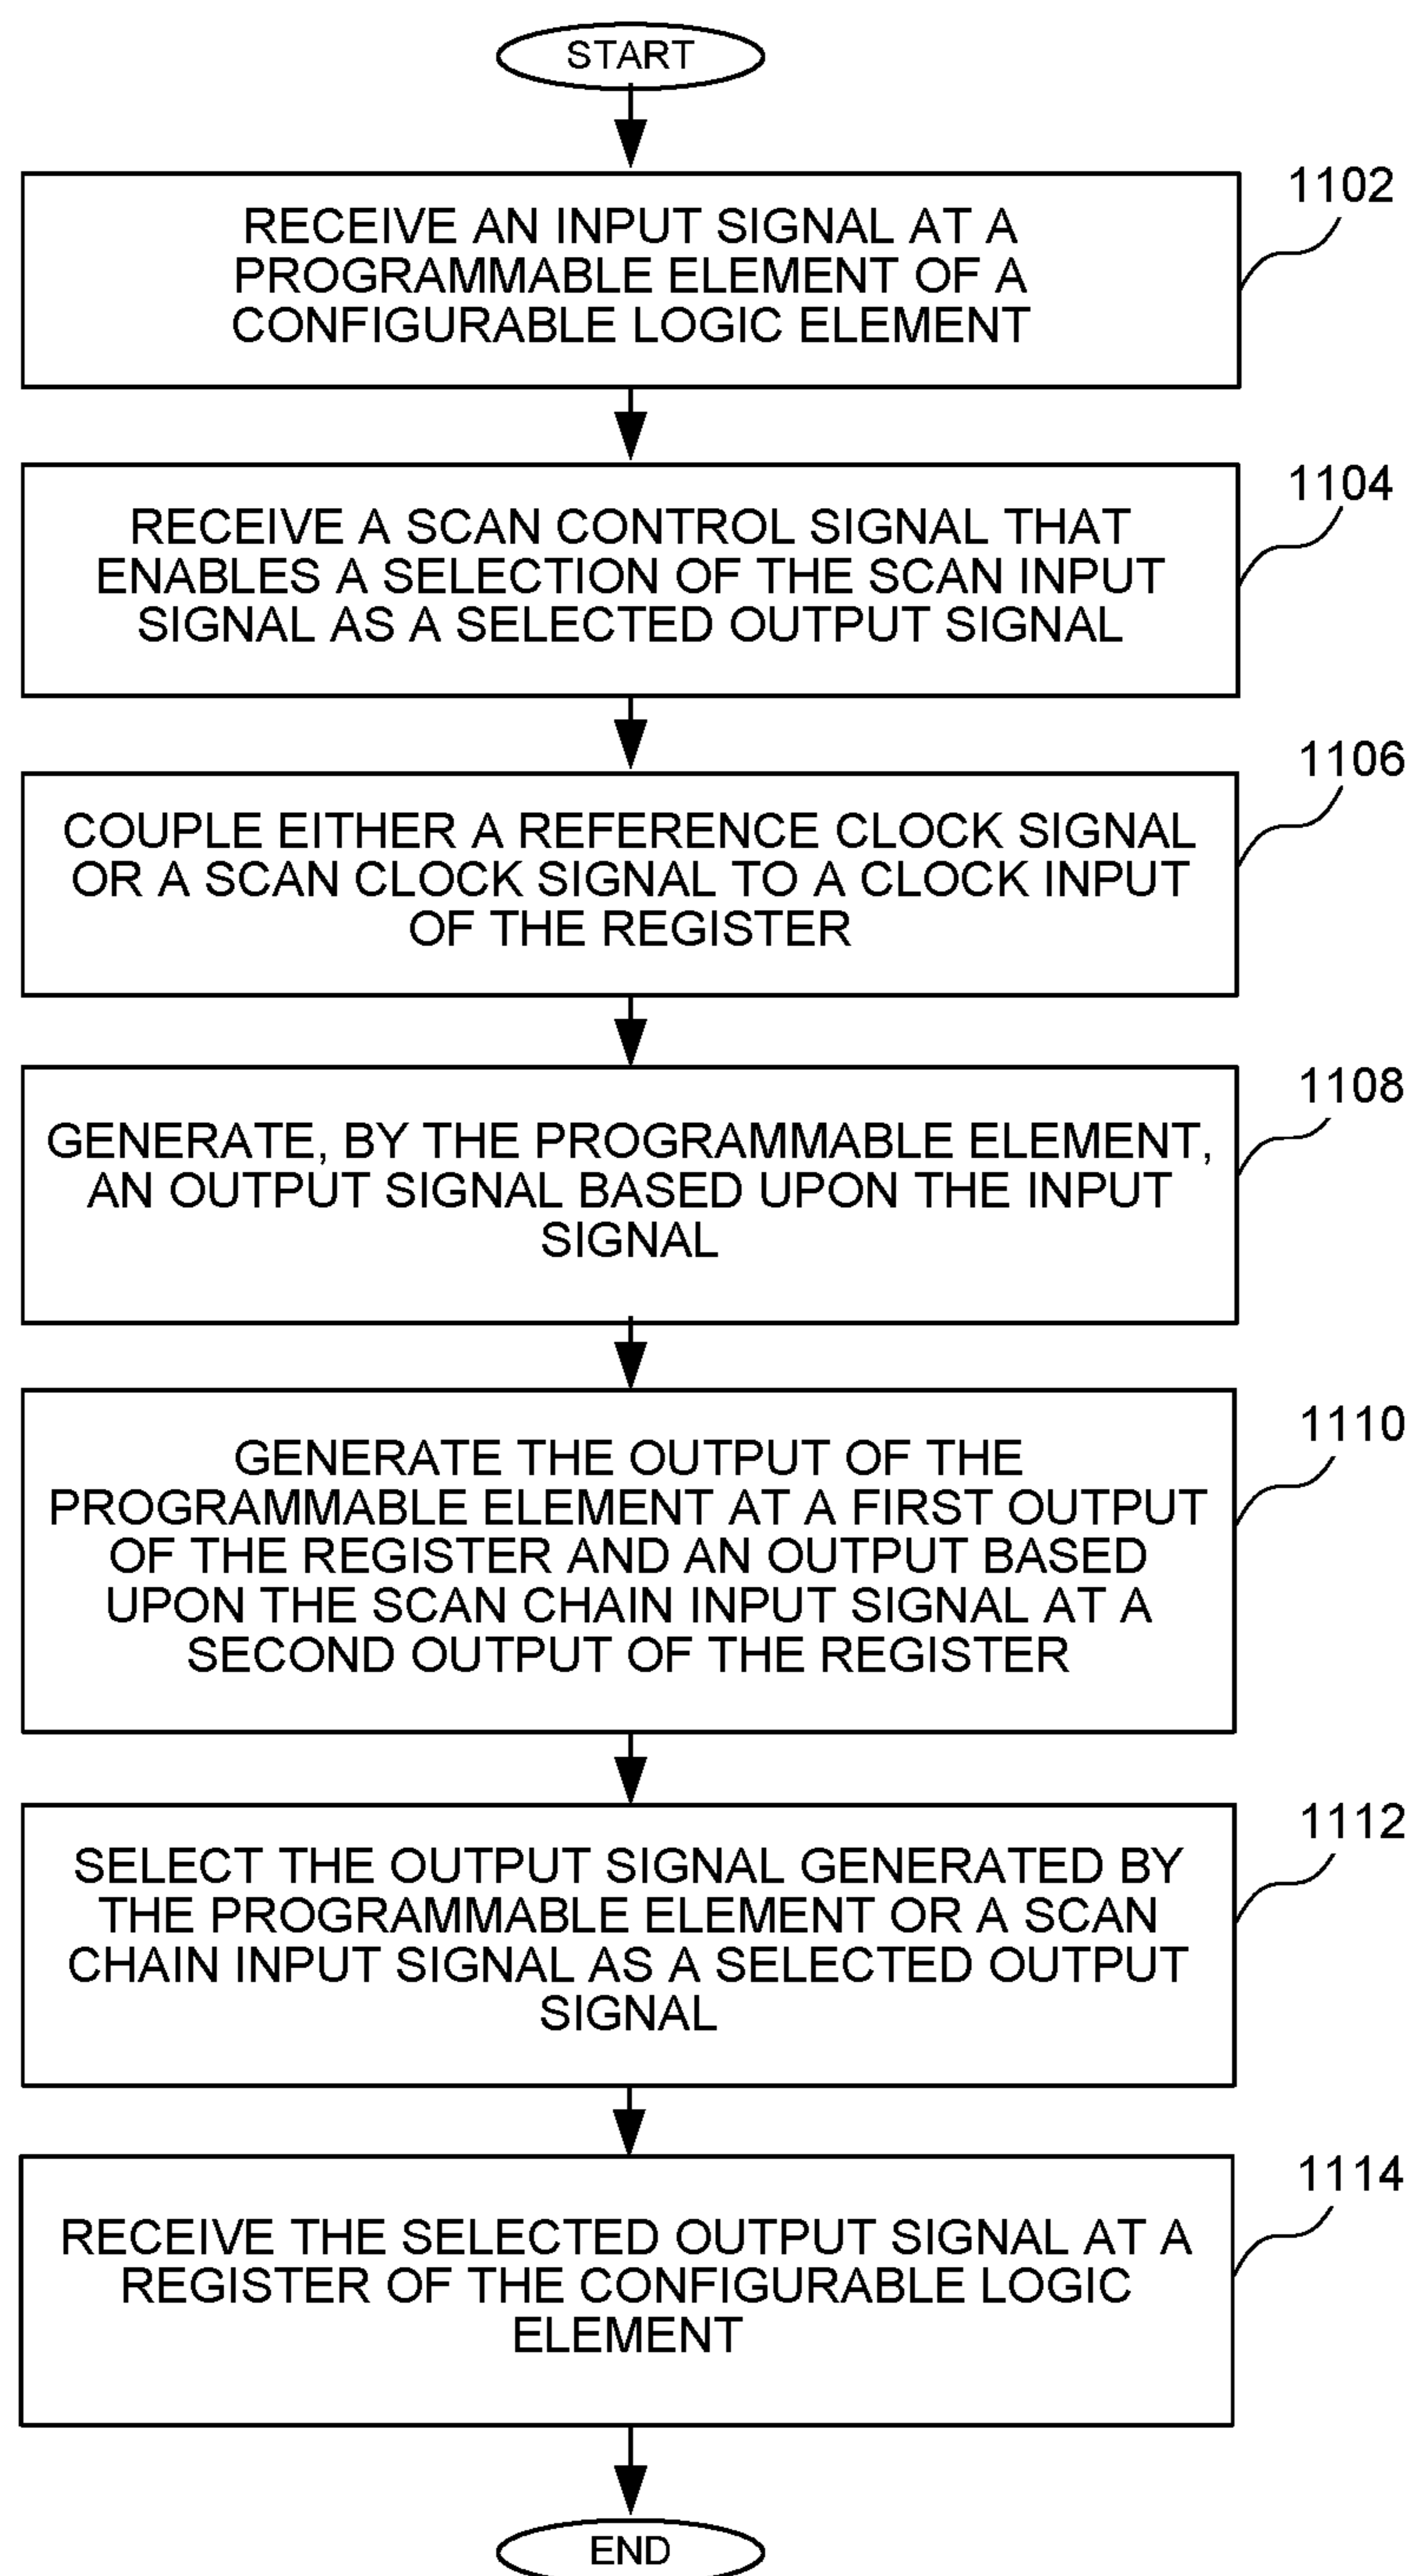 START
1102
RECEIVE AN INPUT SIGNAL AT A
PROGRAMMABLE ELEMENT OF A
CONFIGURABLE LOGIC ELEMENT
1104
RECEIVE A SCAN CONTROL SIGNAL THAT
ENABLES A SELECTION OF THE SCAN INPUT
SIGNAL AS A SELECTED OUTPUT SIGNAL
1106
COUPLE EITHER A REFERENCE CLOCK SIGNAL
OR A SCAN CLOCK SIGNAL TO A CLOCK INPUT
OF THE REGISTER
1108
GENERATE, BY THE PROGRAMMABLE ELEMENT,
AN OUTPUT SIGNAL BASED UPON THE INPUT
SIGNAL
1110
GENERATE THE OUTPUT OF THE
PROGRAMMABLE ELEMENT AT A FIRST OUTPUT
OF THE REGISTER AND AN OUTPUT BASED
UPON THE SCAN CHAIN INPUT SIGNAL AT A
SECOND OUTPUT OF THE REGISTER
1112
SELECT THE OUTPUT SIGNAL GENERATED BY
THE PROGRAMMABLE ELEMENT OR A SCAN
CHAIN INPUT SIGNAL AS A SELECTED OUTPUT
SIGNAL
1114
RECEIVE THE SELECTED OUTPUT SIGNAL AT A
REGISTER OF THE CONFIGURABLE LOGIC
ELEMENT
END